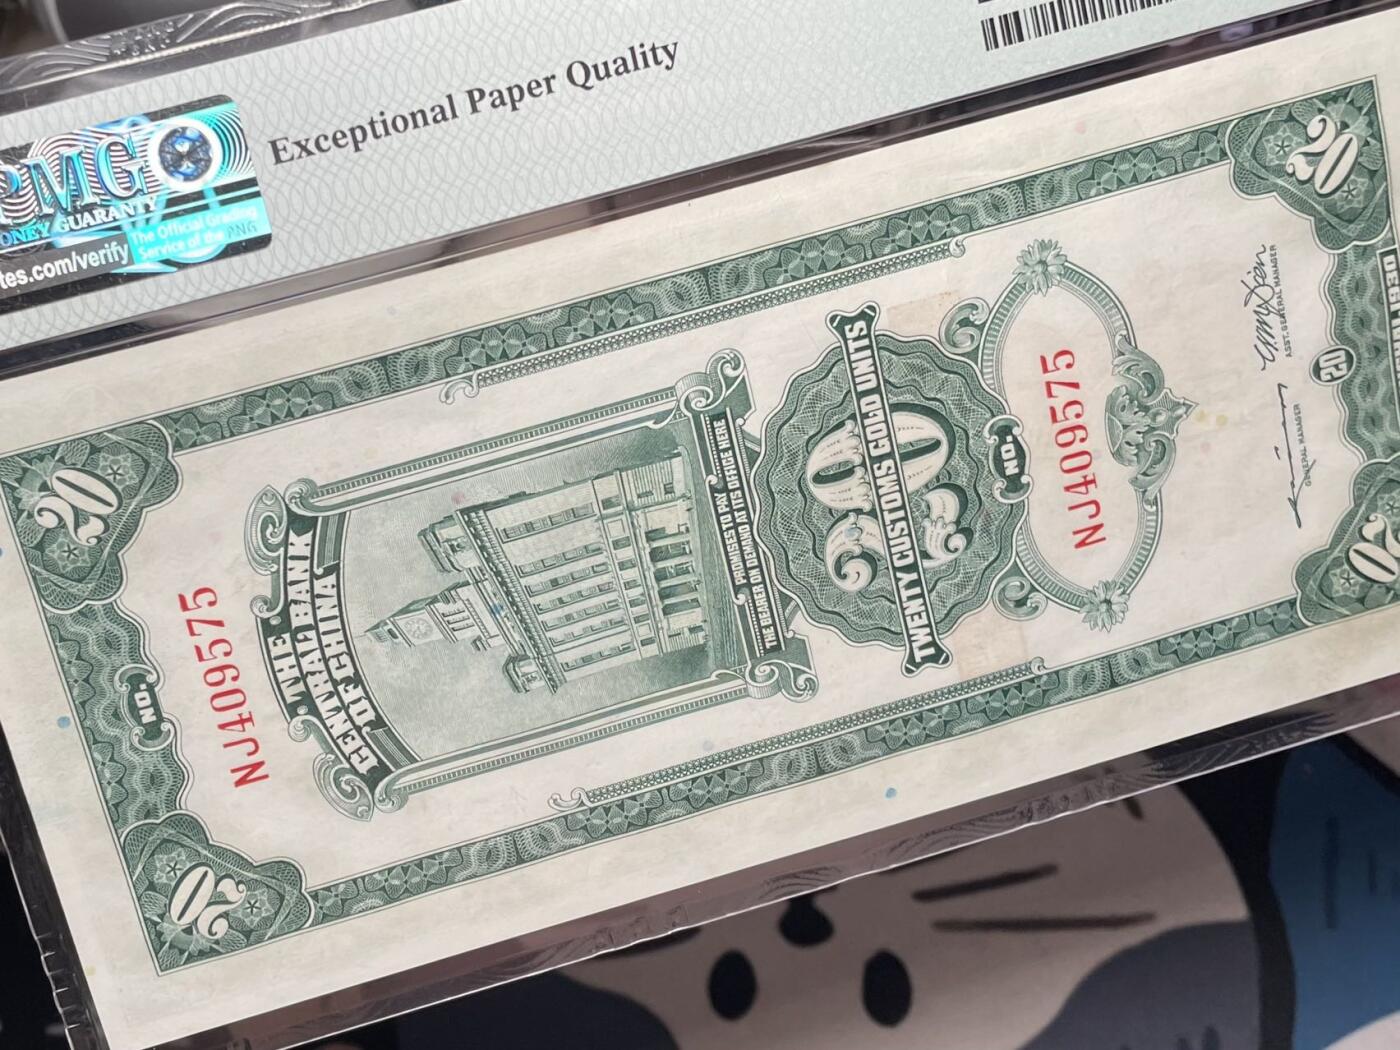 PMG
ONEY GUARANTY
The Official Grading
Service of the PNG
tes.com/verify
Exceptional Paper Quality
20
20
NO.
NJ409575
THE
CENTRAL BANK
OF CHINA
PROMISES TO PAY
THE BEARER ON DEMAND AT ITS OFFICE HERE
20
TWENTY CUSTOMS GOLD UNITS
NO.
NJ409575
GENERAL MANAGER
ASST. GENERAL MANAGER
20
20
20